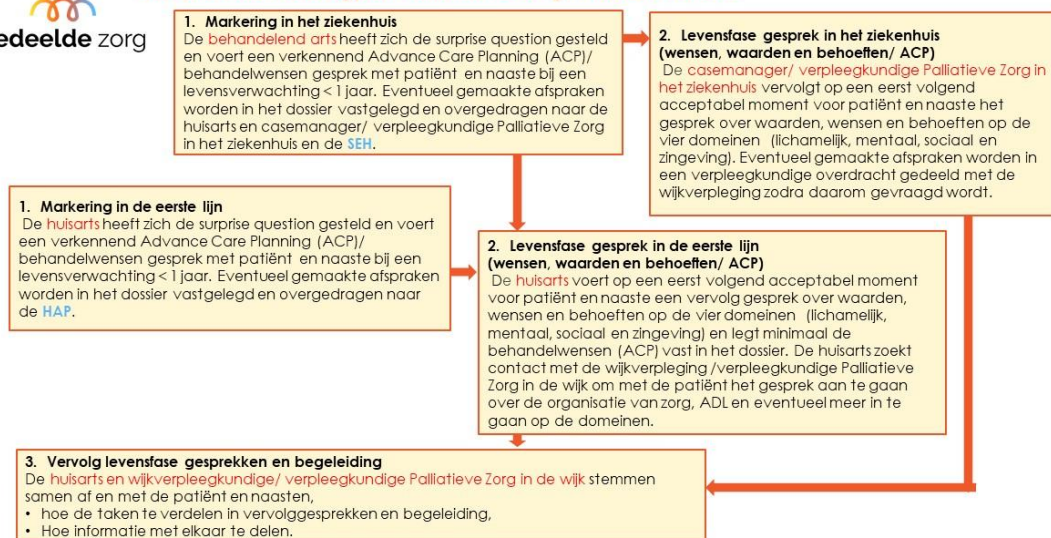 edeelde zorg
1. Markering in het ziekenhuis
De behandelend arts heeft zich de surprise question gesteld
en voert een verkennend Advance Care Planning (ACP)/
behandelwensen gesprek met patiënt en naaste bij een
levensverwachting < 1 jaar. Eventueel gemaakte afspraken
worden in het dossier vastgelegd en overgedragen naar de
huisarts en casemanager/ verpleegkundige Palliatieve Zorg
in het ziekenhuis en de SEH.
2. Levensfase gesprek in het ziekenhuis
(wensen, waarden en behoeften/ ACP)
De casemanager/ verpleegkundige Palliatieve Zorg in
het ziekenhuis vervolgt op een eerst volgend
acceptabel moment voor patiënt en naaste het
gesprek over waarden, wensen en behoeften op de
vier domeinen (lichamelijk, mentaal, sociaal en
zingeving). Eventueel gemaakte afspraken worden in
een verpleegkundige overdracht gedeeld met de
wijkverpleging zodra daarom gevraagd wordt.
1. Markering in de eerste lijn
De huisarts heeft zich de surprise question gesteld en voert
een verkennend Advance Care Planning (ACP)/
behandelwensen gesprek met patiënt en naaste bij een
levensverwachting < 1 jaar. Eventueel gemaakte afspraken
worden in het dossier vastgelegd en overgedragen naar
de HAP.
2. Levensfase gesprek in de eerste lijn
(wensen, waarden en behoeften/ ACP)
De huisarts voert op een eerst volgend acceptabel moment
voor patiënt en naaste een vervolg gesprek over waarden,
wensen en behoeften op de vier domeinen (lichamelijk,
mentaal, sociaal en zingeving) en legt minimaal de
behandelwensen (ACP) vast in het dossier. De huisarts zoekt
contact met de wijkverpleging /verpleegkundige Palliatieve
Zorg in de wijk om met de patiënt het gesprek aan te gaan
over de organisatie van zorg, ADL en eventueel meer in te
gaan op de domeinen.
3. Vervolg levensfase gesprekken en begeleiding
De huisarts en wijkverpleegkundige/ verpleegkundige Palliatieve Zorg in de wijk stemmen
samen af en met de patiënt en naasten,
• hoe de taken te verdelen in vervolggesprekken en begeleiding,
• Hoe informatie met elkaar te delen.